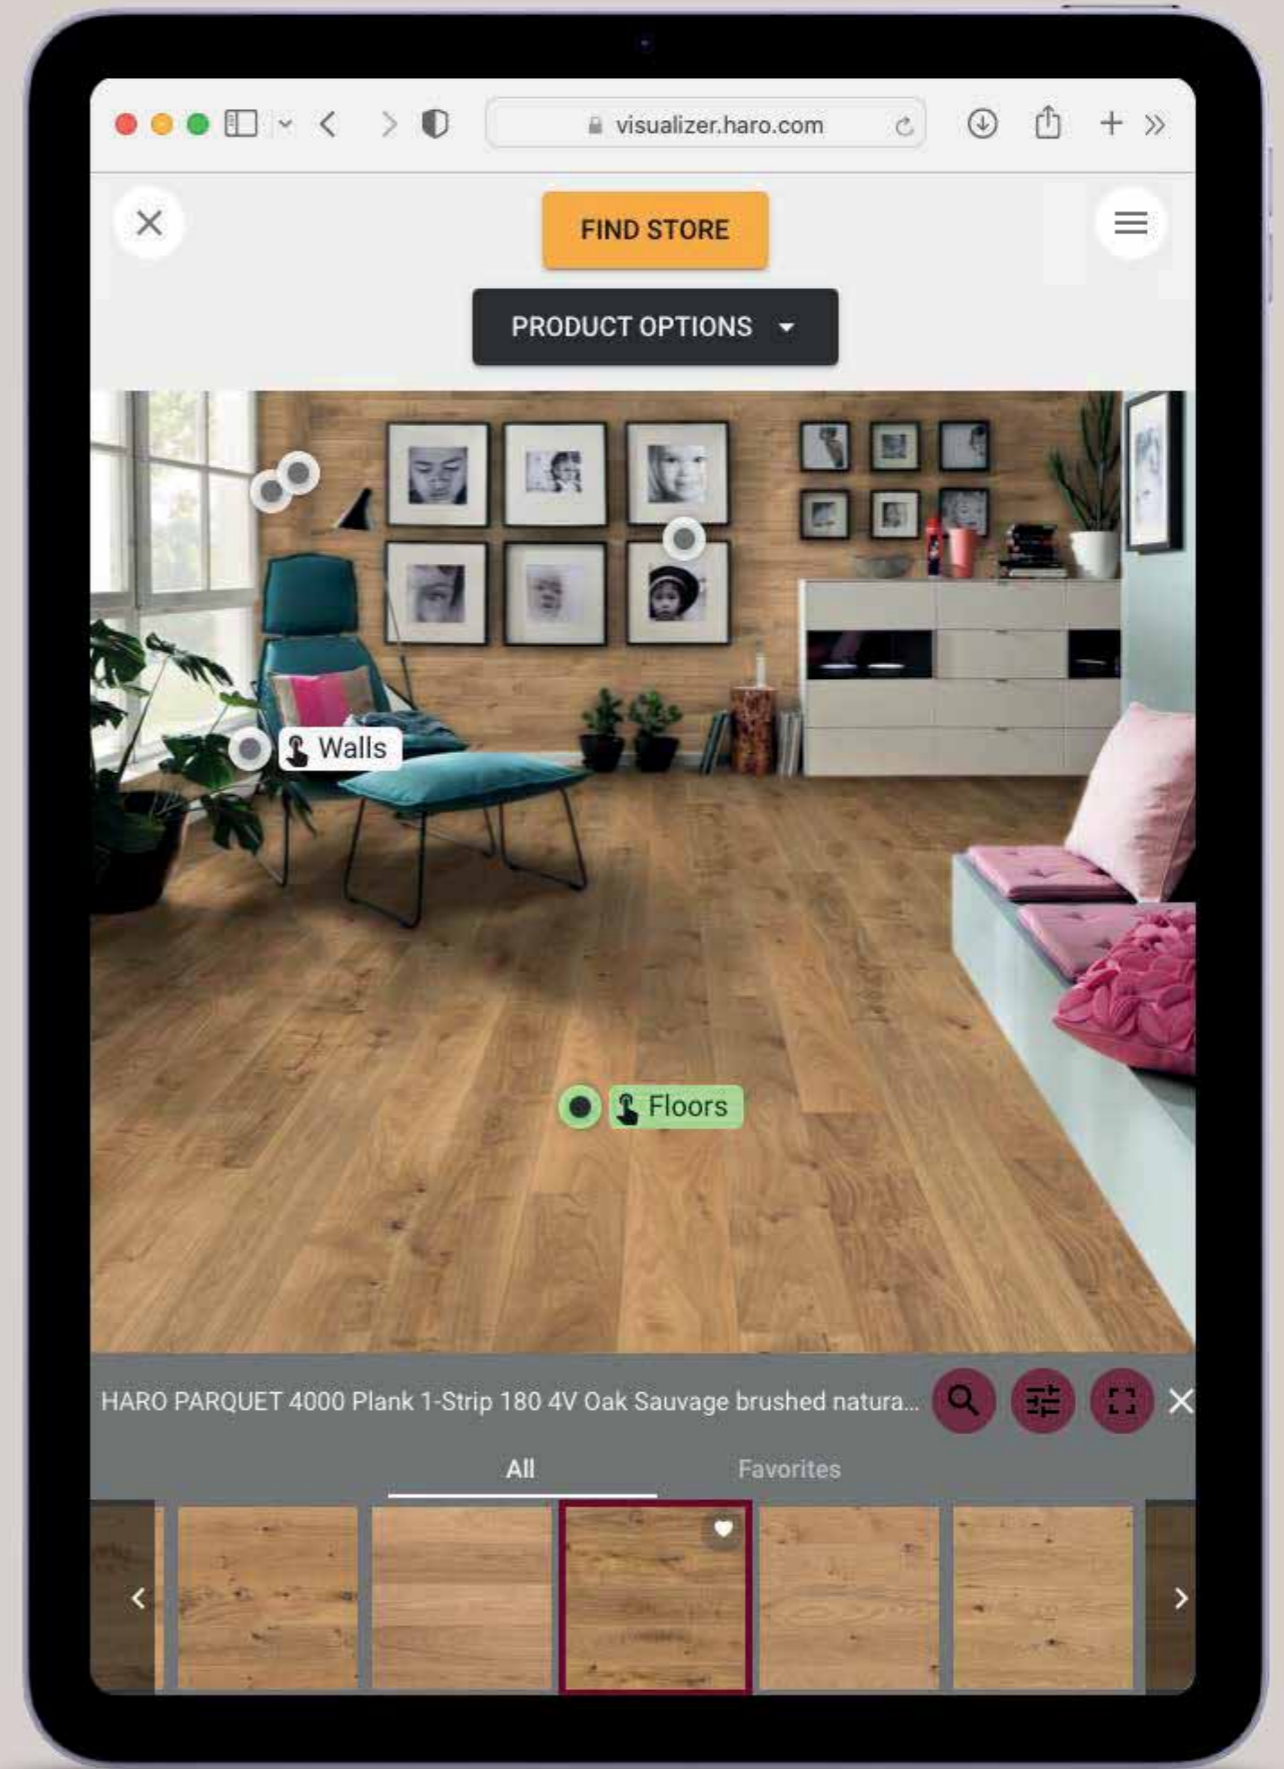 visualizer.haro.com
FIND STORE
PRODUCT OPTIONS
Walls
Floors
HARO PARQUET 4000 Plank 1-Strip 180 4V Oak Sauvage brushed natura...
All
Favorites